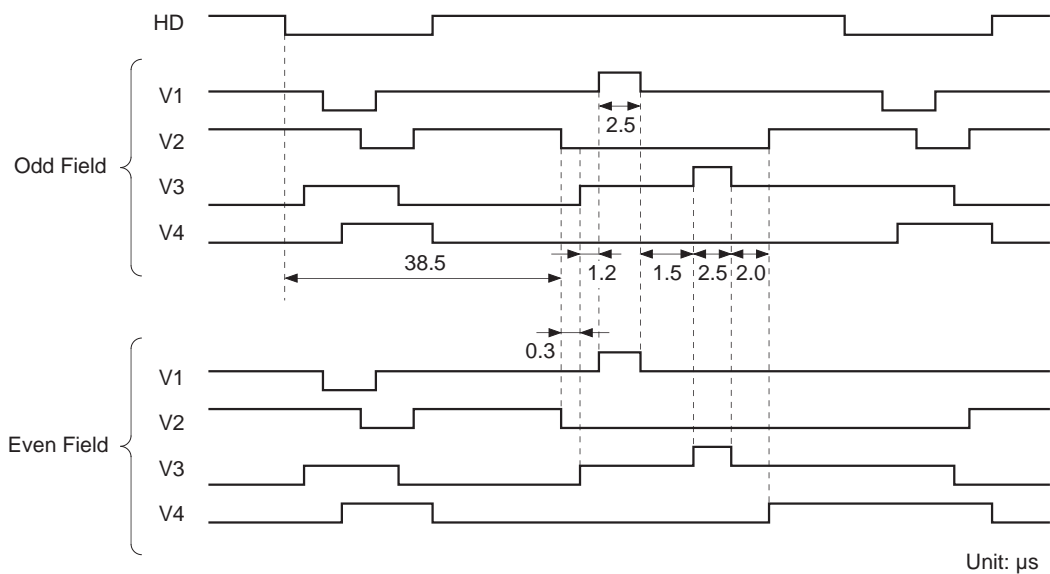 HD
Odd Field
V1
2.5
V2
V3
V4
38.5
1.2
1.5
2.5
2.0
Even Field
0.3
V1
V2
V3
V4
Unit: μs